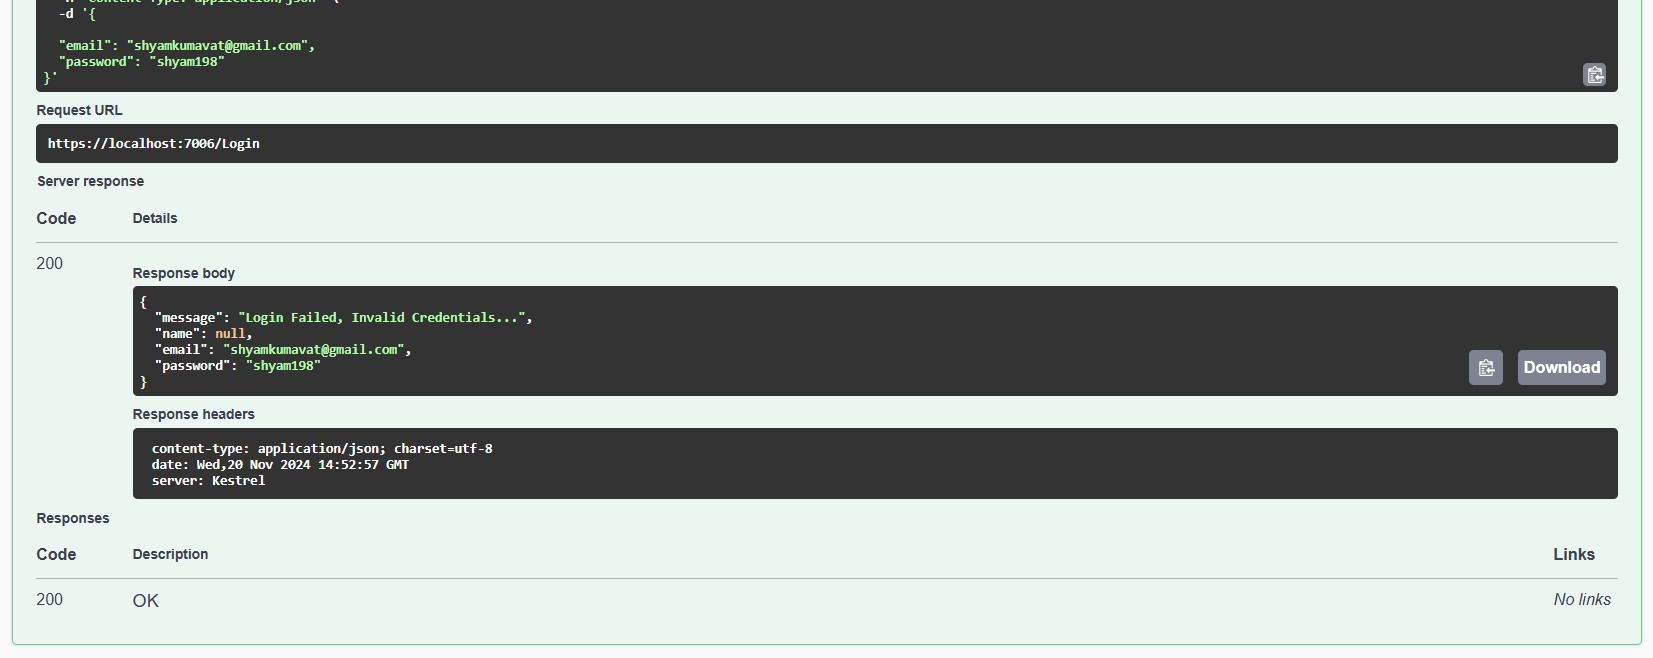 -d '{
"email": "shyamkumavat@gmail.com",
"password": "shyam198"
}'
Request URL
https://localhost:7006/Login
Server response
Code Details
200
Response body
{
"message": "Login Failed, Invalid Credentials...",
"name": null,
"email": "shyamkumavat@gmail.com",
"password": "shyam198"
}
Download
Response headers
content-type: application/json; charset=utf-8
date: Wed,20 Nov 2024 14:52:57 GMT
server: Kestrel
Responses
Code Description Links
200 OK No links